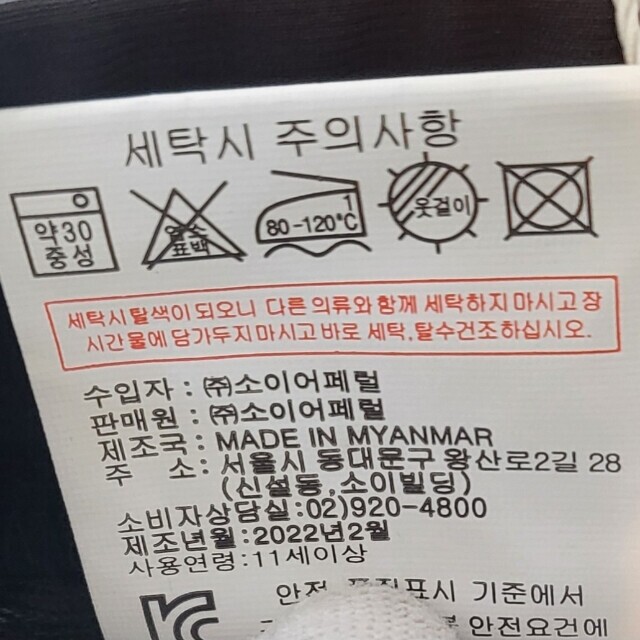 세탁시 주의사항
약30
중성
염소
표백
1
80-120°C
옷걸이
세탁시 탈색이 되오니 다른 의류와 함께 세탁하지 마시고 장
시간 물에 담가두지 마시고 바로 세탁,탈수건조하십시오.
수입자 : ㈜소이어페럴
판매원 : ㈜소이어페럴
제조국 : MADE IN MYANMAR
주 소: 서울시 동대문구 왕산로2길 28
(신설동,소이빌딩)
소비자상담실:02)920-4800
제조년월:2022년2월
사용연령:11세이상
안전 표시 기준에서
안전요건에